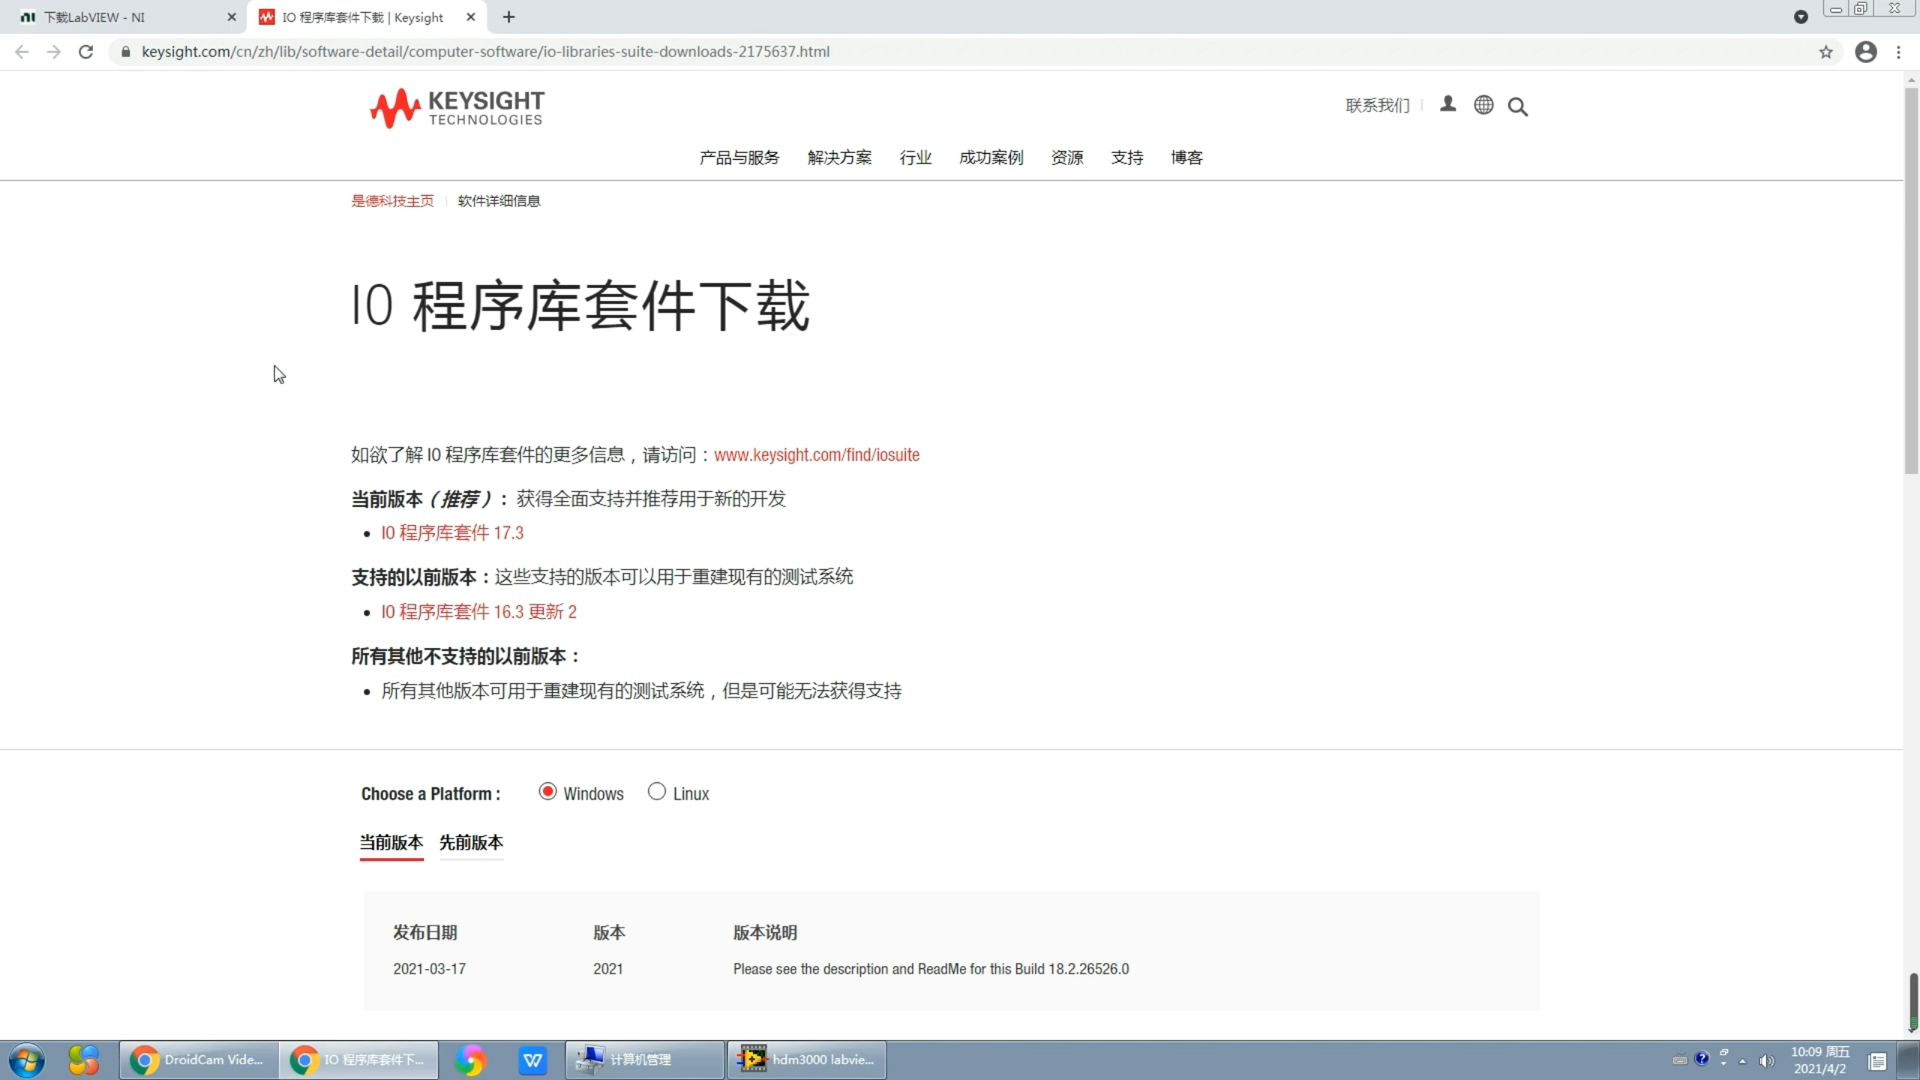 下载LabVIEW - NI
IO 程序库套件下载 | Keysight
keysight.com/cn/zh/lib/software-detail/computer-software/io-libraries-suite-downloads-2175637.html
KEYSIGHT
TECHNOLOGIES
联系我们
产品与服务 解决方案 行业 成功案例 资源 支持 博客
是德科技主页 软件详细信息
IO 程序库套件下载
如欲了解 IO 程序库套件的更多信息，请访问：www.keysight.com/find/iosuite
当前版本（推荐）：获得全面支持并推荐用于新的开发
• IO 程序库套件 17.3
支持的以前版本：这些支持的版本可以用于重建现有的测试系统
• IO 程序库套件 16.3 更新 2
所有其他不支持的以前版本：
• 所有其他版本可用于重建现有的测试系统，但是可能无法获得支持
Choose a Platform : Windows Linux
当前版本 先前版本
发布日期 版本 版本说明
2021-03-17 2021 Please see the description and ReadMe for this Build 18.2.26526.0
DroidCam Vide... IO 程序库套件下... W 计算机管理 hdm3000 labvie... 10:09 周五
2021/4/2